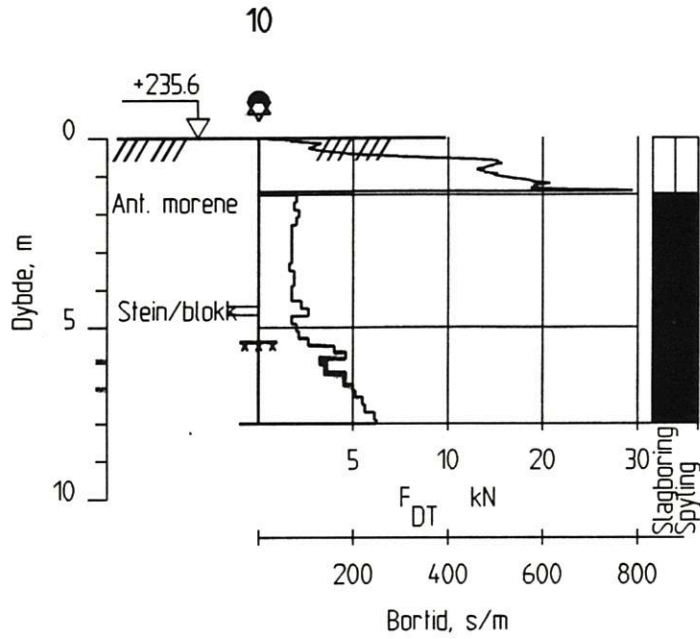 10
+235.6
0
Ant. morene
Dybde, m
Stein/blokk
5
5 10 20 30
10
F DT kN
Slagboring
Spyling
200 400 600 800
Bortid, s/m